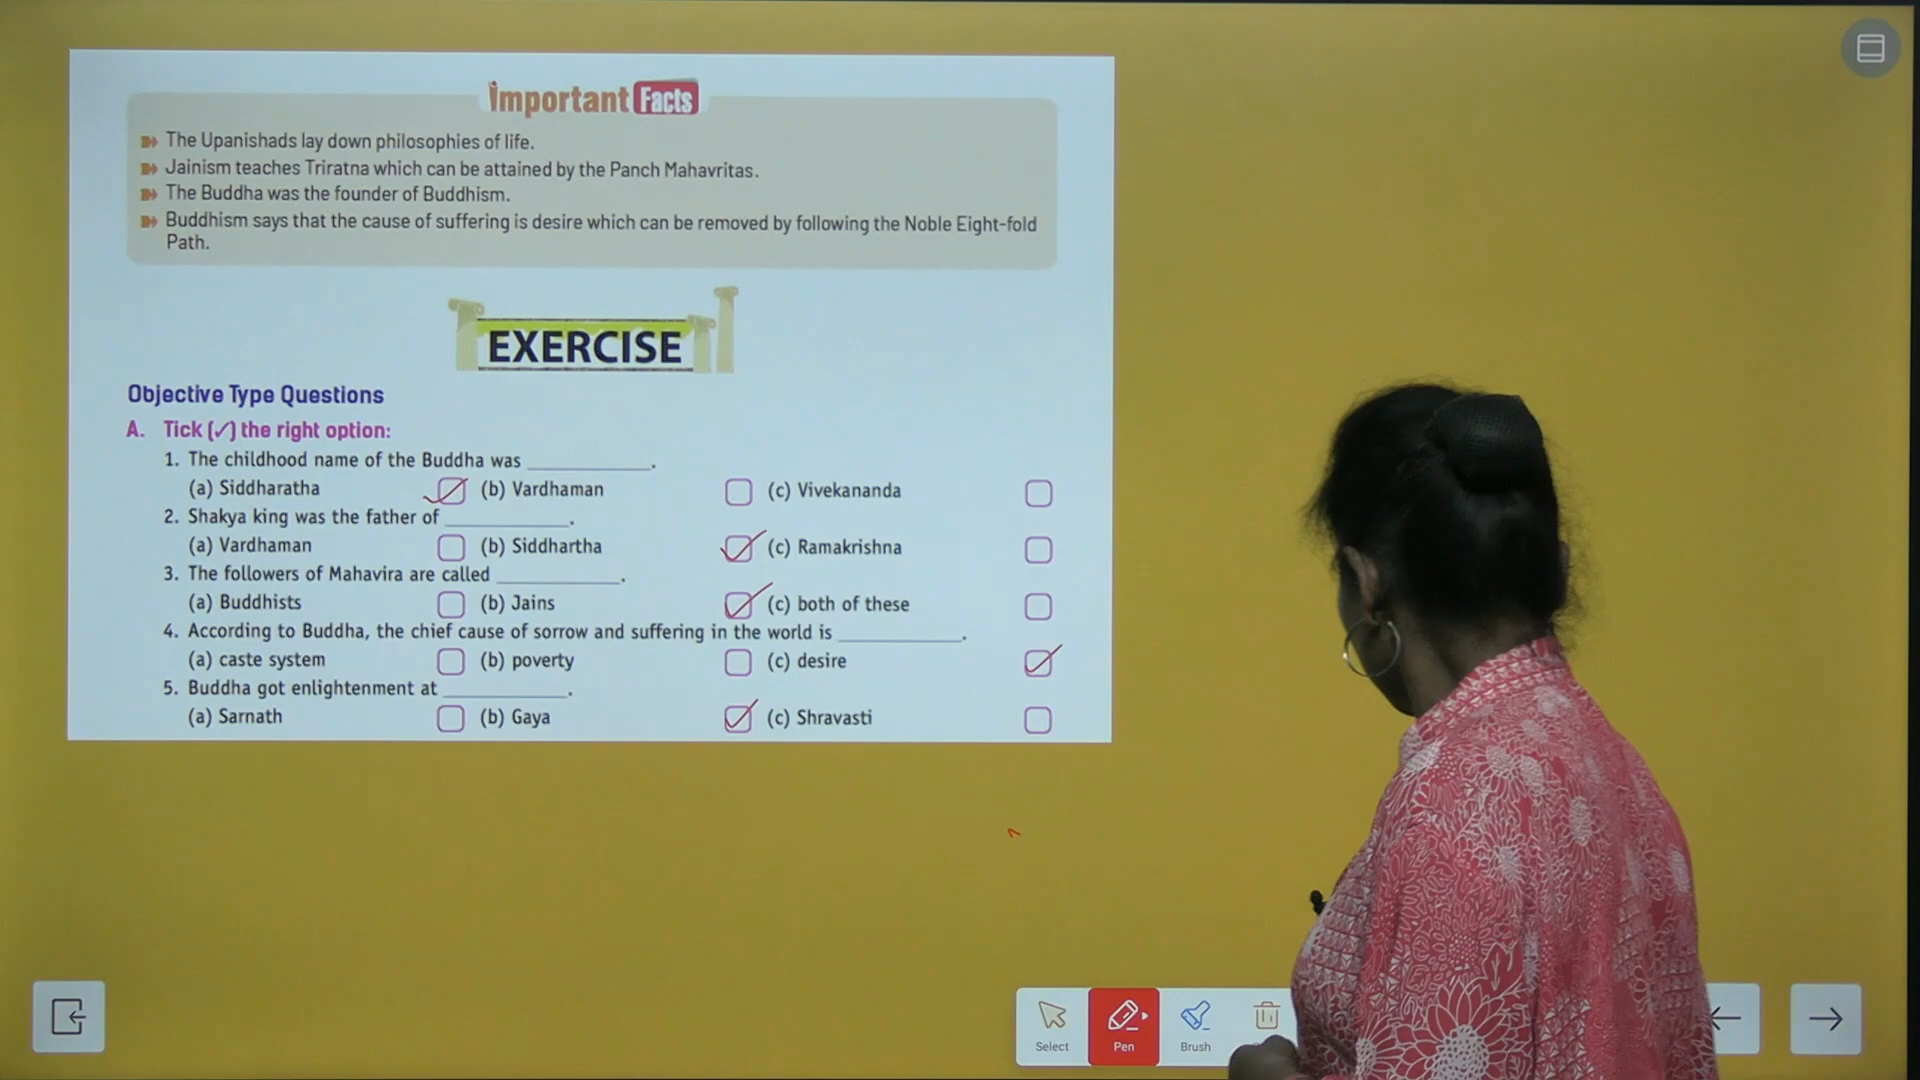 Important Facts
The Upanishads lay down philosophies of life.
Jainism teaches Triratna which can be attained by the Panch Mahavritas.
The Buddha was the founder of Buddhism.
Buddhism says that the cause of suffering is desire which can be removed by following the Noble Eight-fold
Path.
EXERCISE
Objective Type Questions
A. Tick (✓) the right option:
1. The childhood name of the Buddha was ____________.
(a) Siddharatha (b) Vardhaman (c) Vivekananda
2. Shakya king was the father of ____________.
(a) Vardhaman (b) Siddhartha (c) Ramakrishna
3. The followers of Mahavira are called ____________.
(a) Buddhists (b) Jains (c) both of these
4. According to Buddha, the chief cause of sorrow and suffering in the world is ____________.
(a) caste system (b) poverty (c) desire
5. Buddha got enlightenment at ____________.
(a) Sarnath (b) Gaya (c) Shravasti
Select Pen Brush